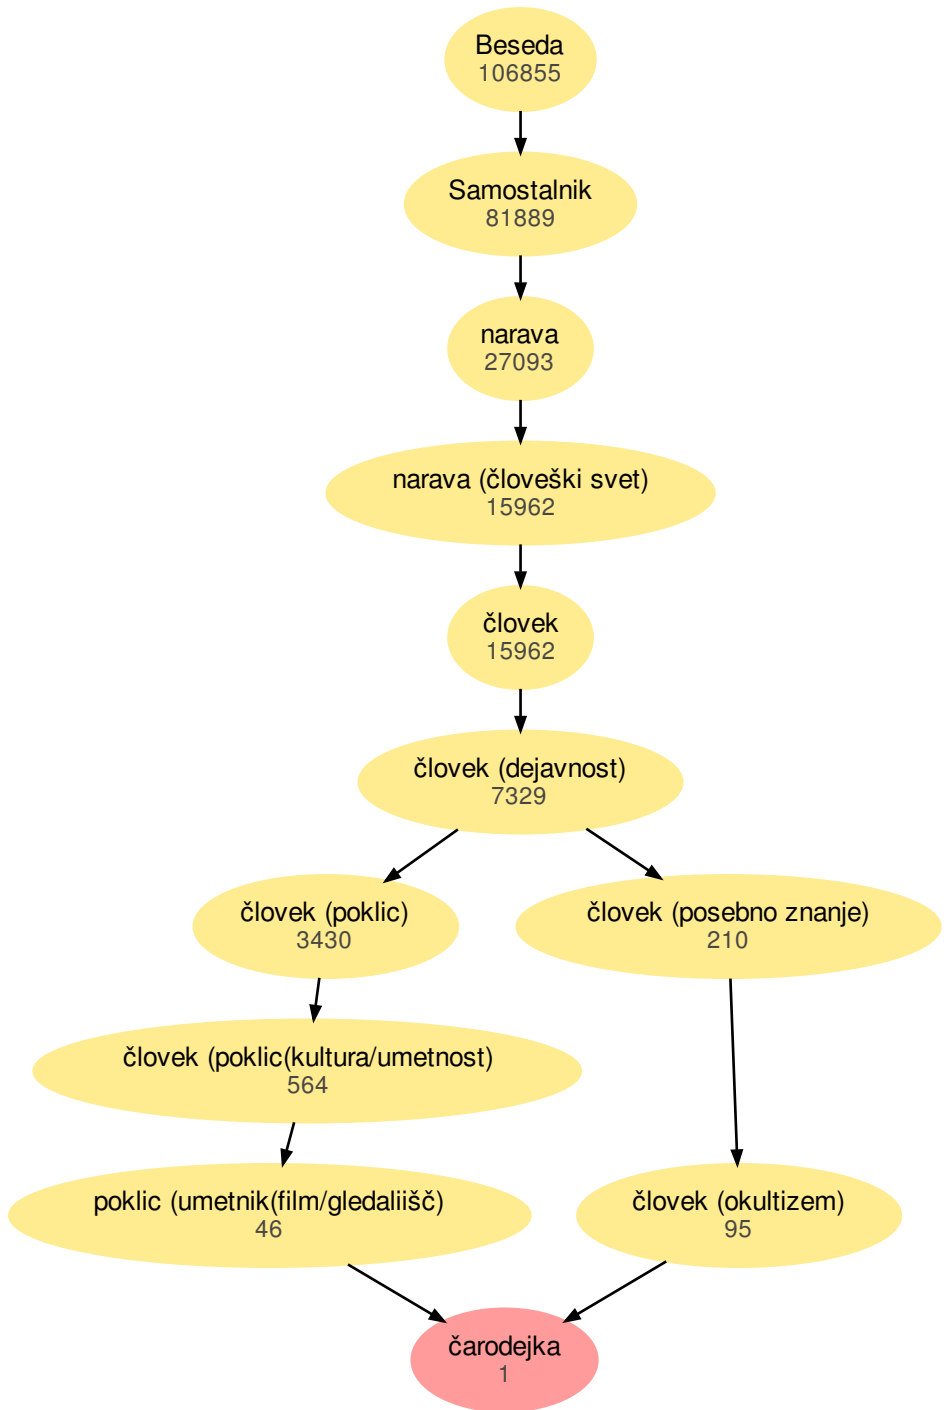 Beseda
106855
Samostalnik
81889
narava
27093
narava (človeški svet)
15962
človek
15962
človek (dejavnost)
7329
človek (poklic)
3430
človek (posebno znanje)
210
človek (poklic(kultura/umetnost)
564
poklic (umetnik(film/gledaliišč)
46
človek (okultizem)
95
čarodejka
1